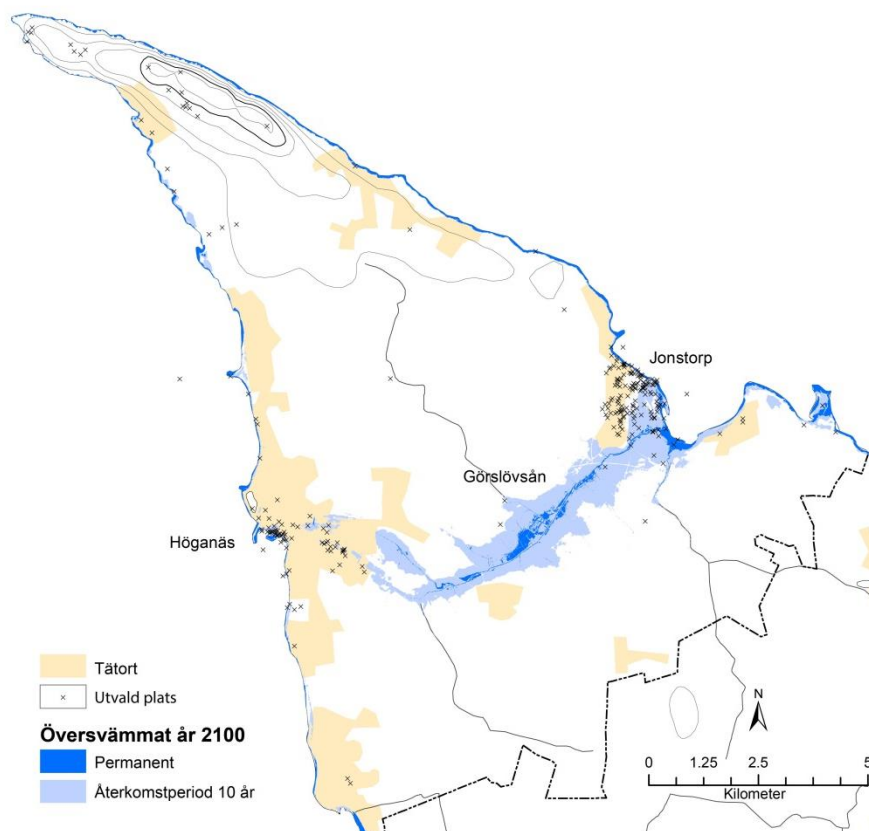 Jonstorp
Görslövsån
Höganäs
Tätort
Utvald plats
Översvämmat år 2100
Permanent
Återkomstperiod 10 år
N
0 1.25 2.5 5
Kilometer